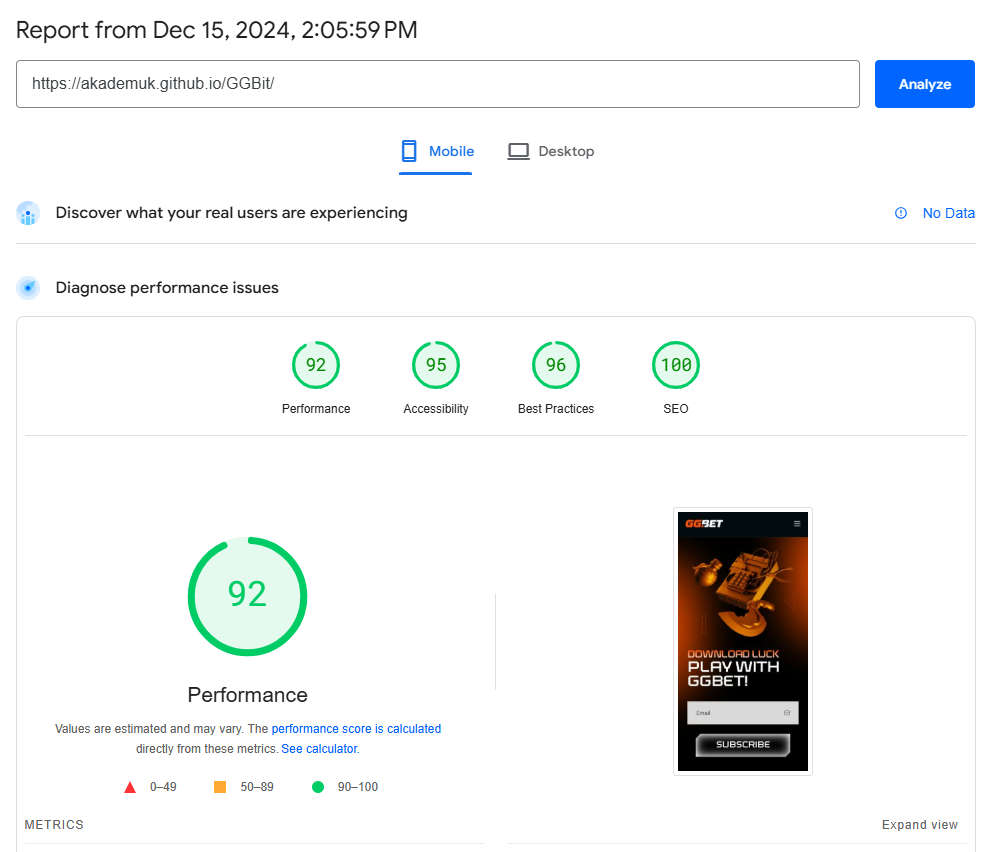 Report from Dec 15, 2024, 2:05:59 PM
https://akademuk.github.io/GGBit/
Analyze
Mobile
Desktop
Discover what your real users are experiencing
No Data
Diagnose performance issues
92
95
96
100
Performance
Accessibility
Best Practices
SEO
92
Performance
Values are estimated and may vary. The performance score is calculated
directly from these metrics. See calculator.
0–49
50–89
90–100
GGBET
DOWNLOAD LUCK
PLAY WITH
GGBET!
Email
SUBSCRIBE
METRICS
Expand view